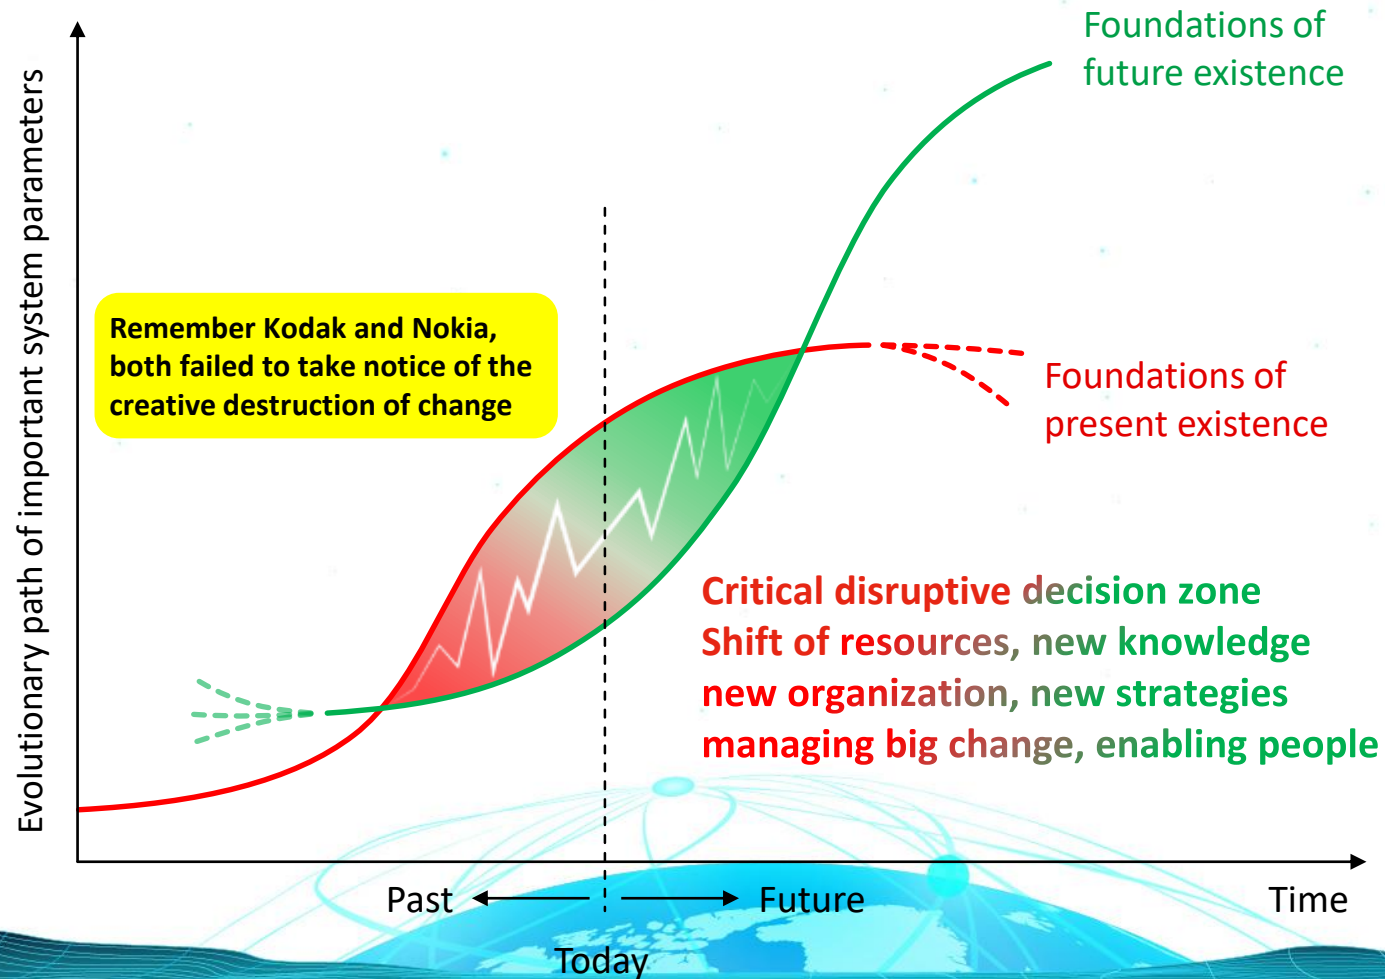 Foundations of
future existence
Evolutionary path of important system parameters
Remember Kodak and Nokia,
both failed to take notice of the
creative destruction of change
Foundations of
present existence
Critical disruptive decision zone
Shift of resources, new knowledge
new organization, new strategies
managing big change, enabling people
Past
Future
Time
Today